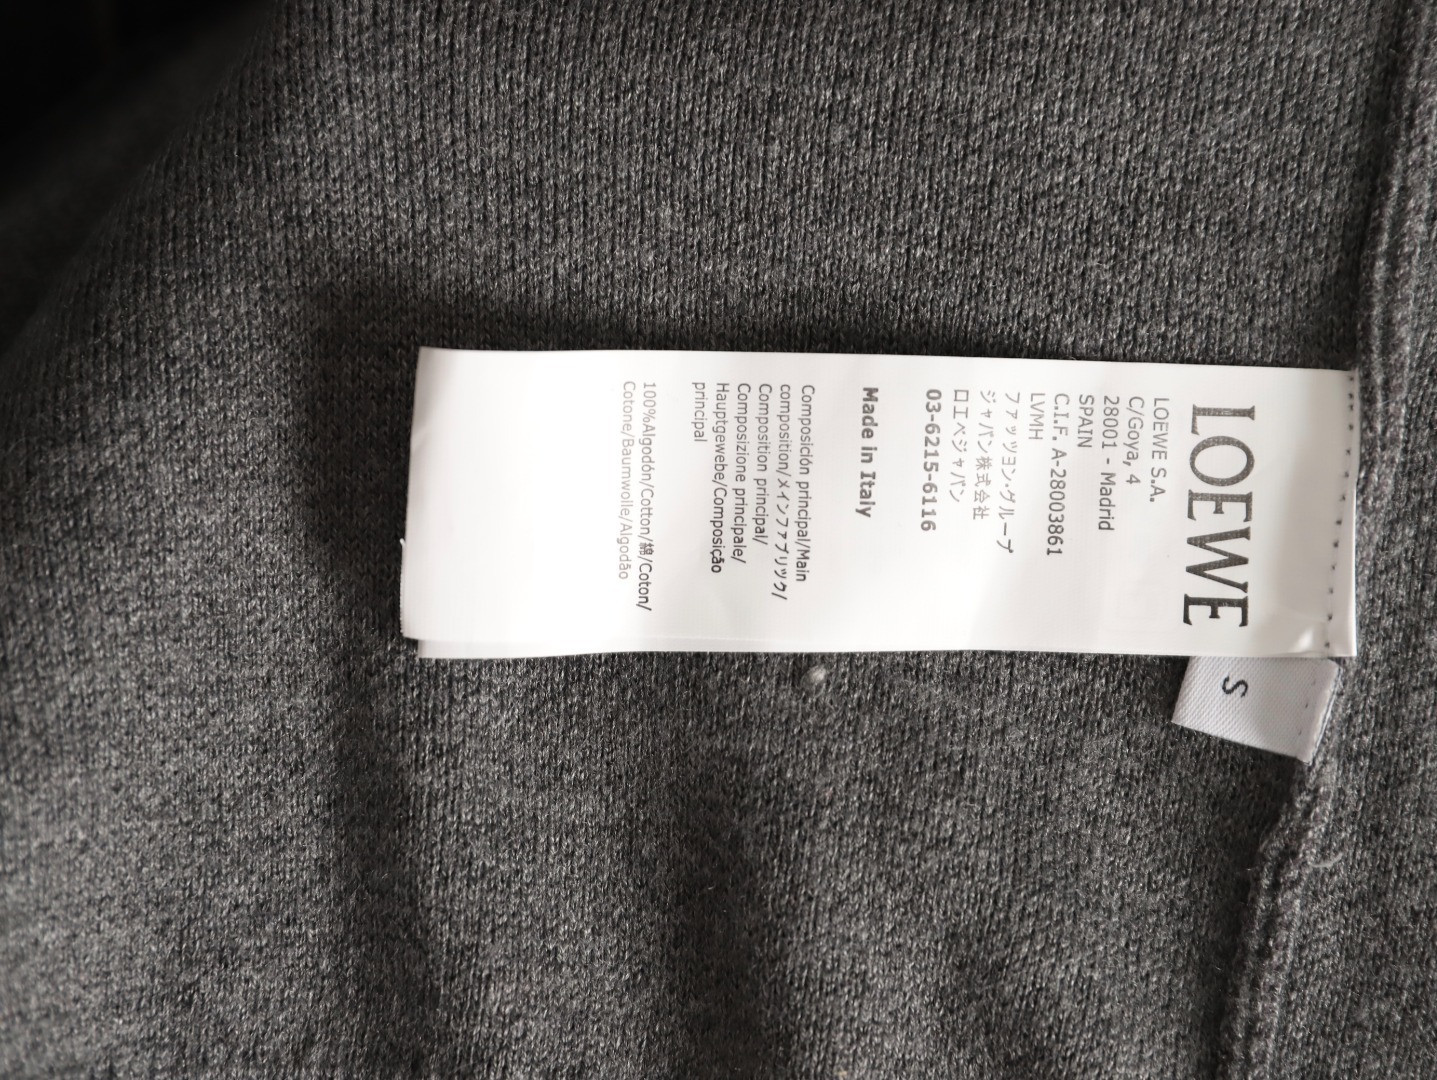 LOEWE
LOEWE S.A.
C/Goya, 4
28001 - Madrid
SPAIN
C.I.F. A-28003861
LVMH
ファッツョングループ
ジャパン株式会社
ロエベジャパン
03-6215-6116
Made in Italy
Composición principal/Main
composition/メインファブリック/
Composition principal/
Composizione principale/
Hauptgewebe/Composição
principal
100%Algodón/Cotton/綿/Coton/
Cotone/Baumwolle/Algodão
S